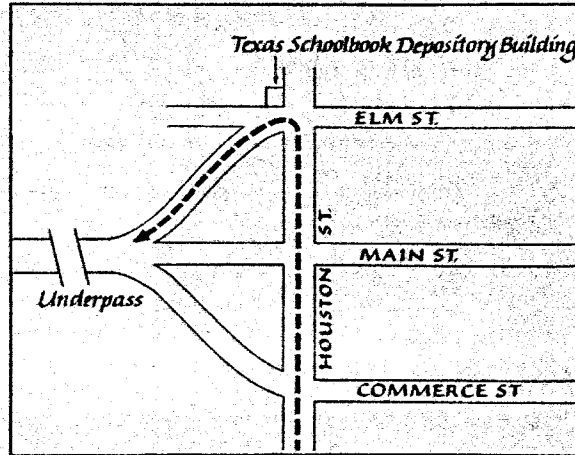 Texas Schoolbook Depository Building
ELM ST.
MAIN ST.
Underpass
HOUSTON ST.
COMMERCE ST